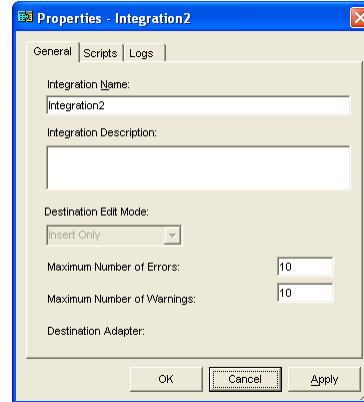 Properties - Integration2
General Scripts Logs
Integration Name:
Integration2
Integration Description:
Destination Edit Mode:
Insert Only
Maximum Number of Errors: 10
Maximum Number of Warnings: 10
Destination Adapter:
OK Cancel Apply